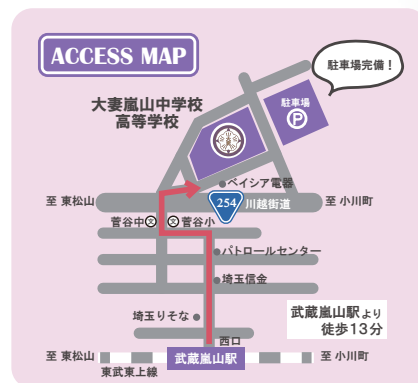 ACCESS MAP
駐車場完備！
駐車場
P
大妻嵐山中学校
高等学校
ベイシア電器
至 東松山
254
川越街道
至 小川町
菅谷中
文
文
菅谷小
パトロールセンター
埼玉信金
埼玉りそな
武蔵嵐山駅より
徒歩13分
西口
至 東松山
武蔵嵐山駅
至 小川町
東武東上線